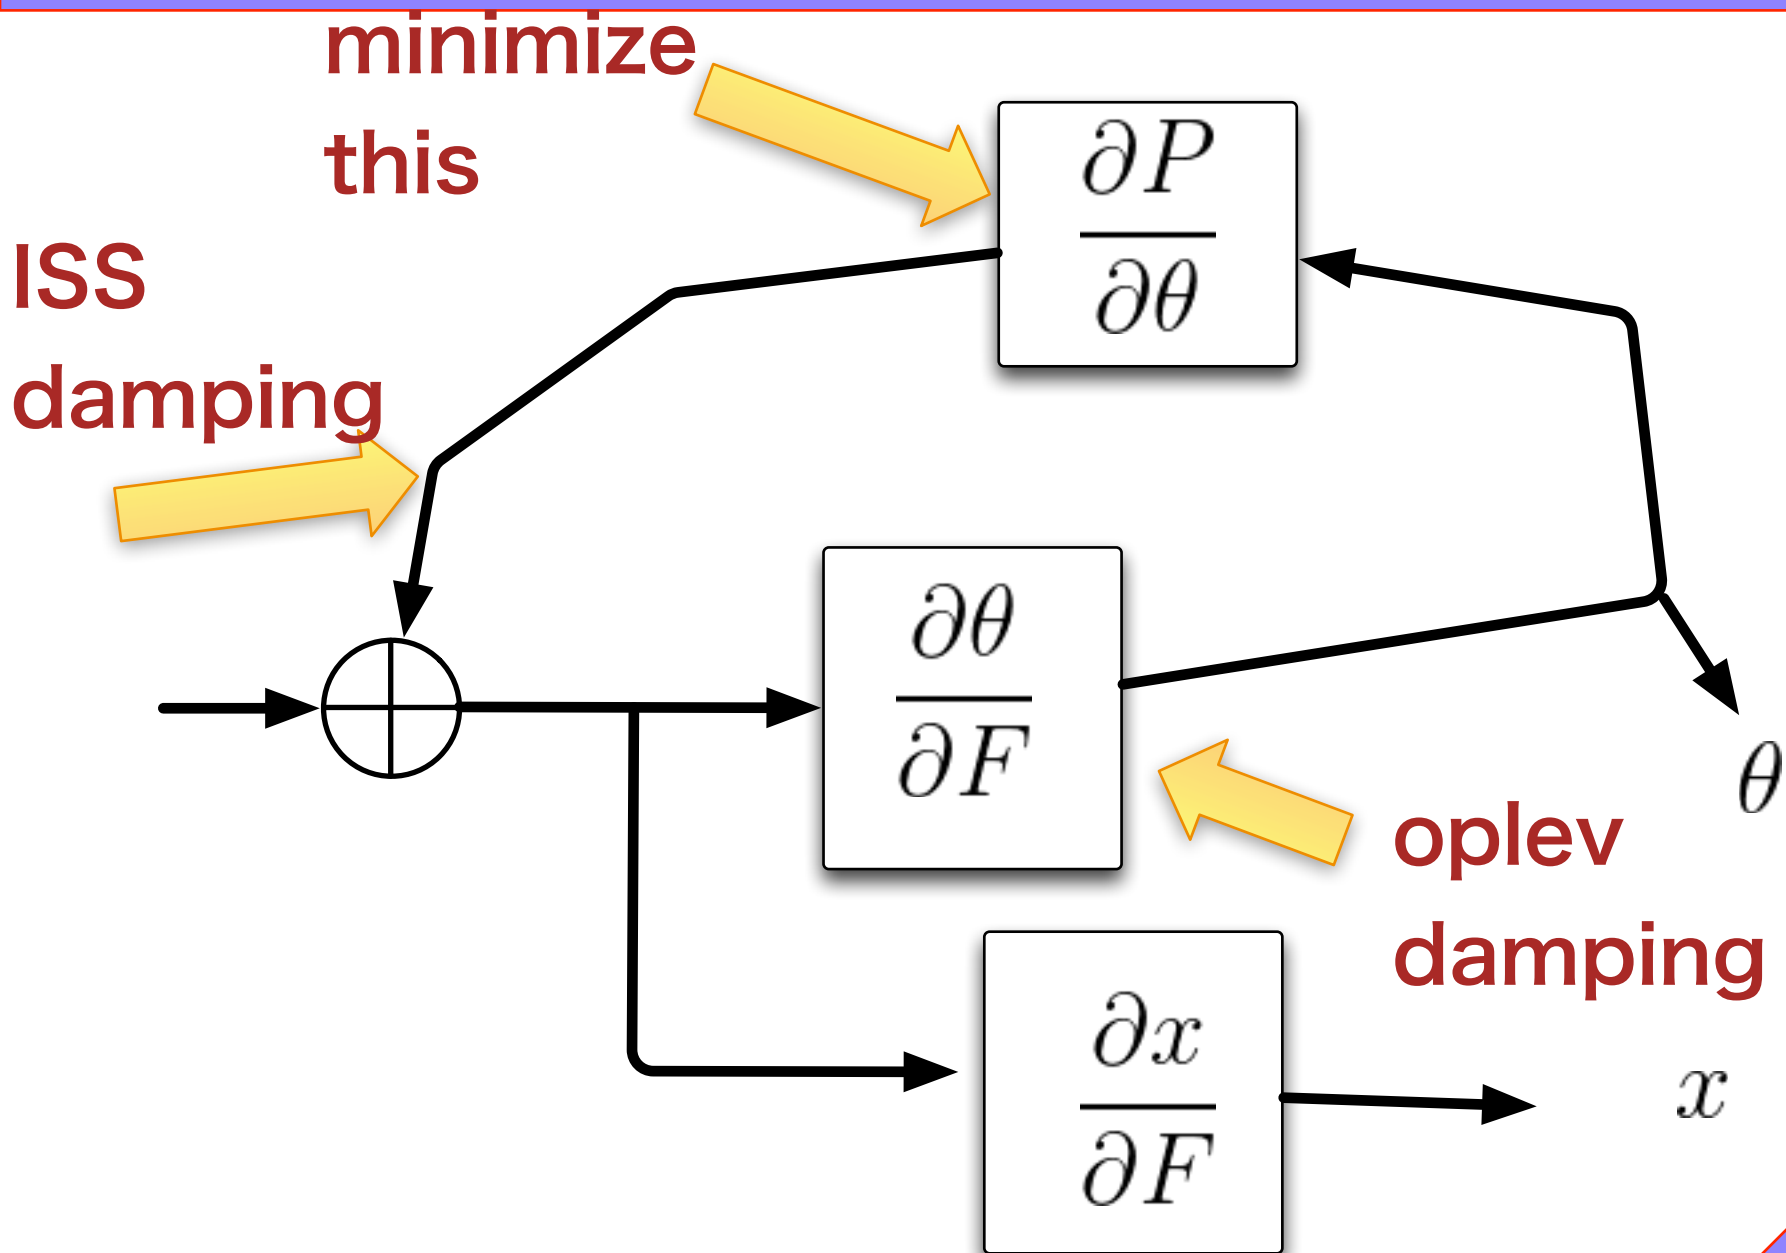 minimize
this
ISS
damping
∂P
∂θ
∂θ
∂F
θ
oplev
damping
∂x
∂F
x